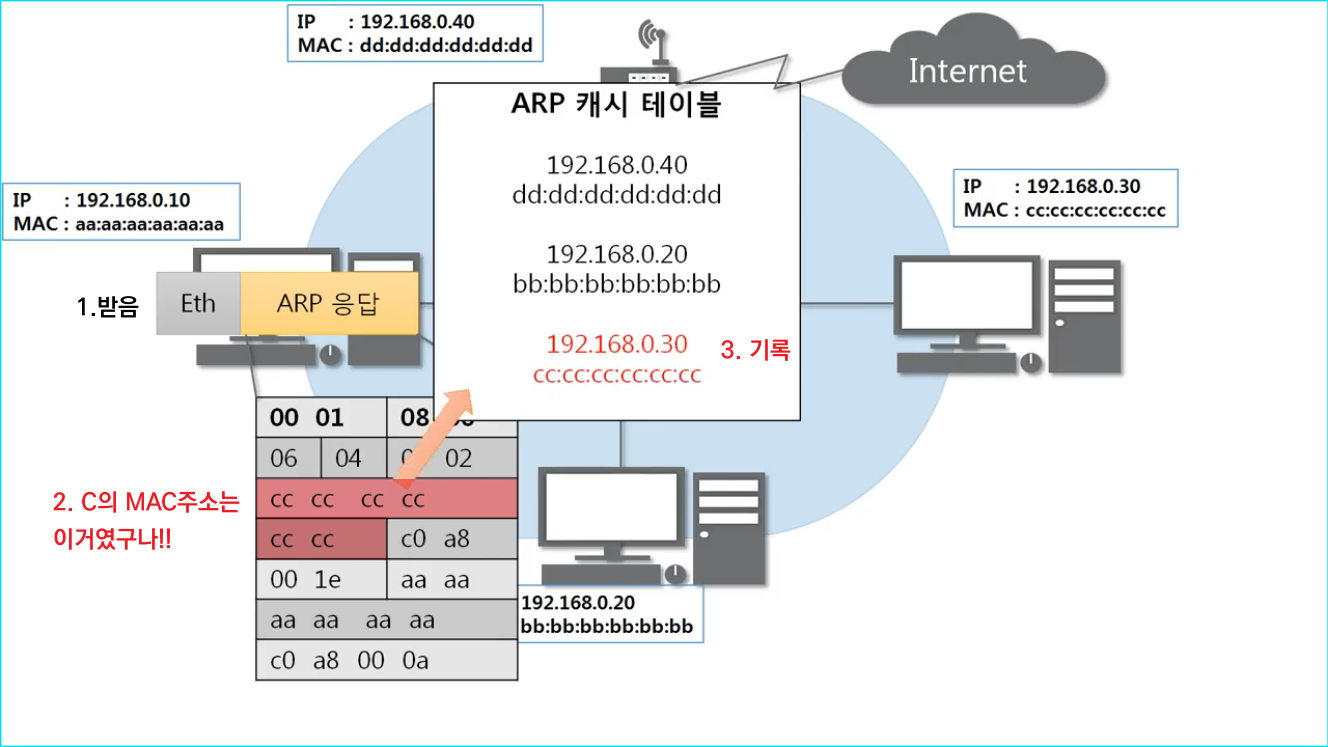 IP : 192.168.0.40
MAC : dd:dd:dd:dd:dd:dd
Internet
ARP 캐시 테이블
192.168.0.40
dd:dd:dd:dd:dd:dd
192.168.0.20
bb:bb:bb:bb:bb:bb
192.168.0.30
cc:cc:cc:cc:cc:cc
3. 기록
IP : 192.168.0.10
MAC : aa:aa:aa:aa:aa:aa
IP : 192.168.0.30
MAC : cc:cc:cc:cc:cc:cc
1.받음
Eth
ARP 응답
00 01 08
06 04 02
cc cc cc cc
cc cc c0 a8
00 1e aa aa
aa aa aa aa
c0 a8 00 0a
2. C의 MAC주소는
이거였구나!!
192.168.0.20
bb:bb:bb:bb:bb:bb